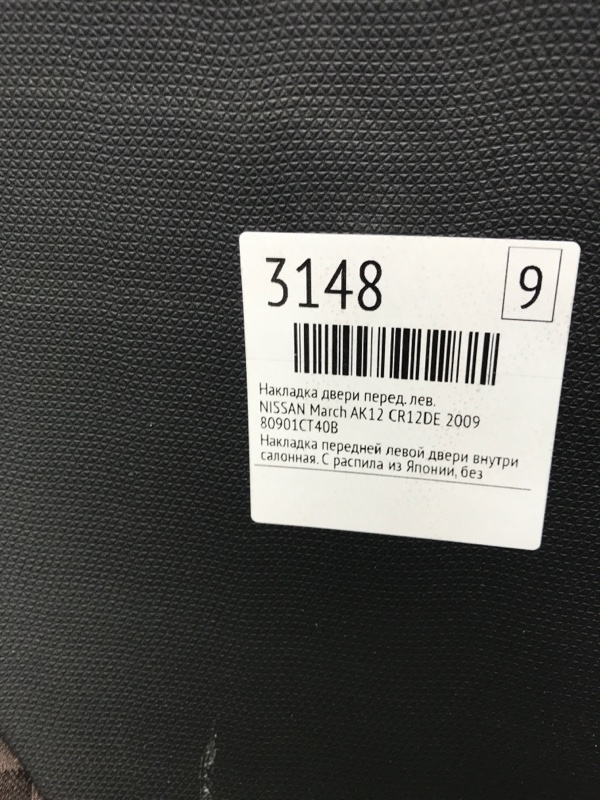 3148
9
Накладка двери перед. лев.
NISSAN March AK12 CR12DE 2009
80901CT40B
Накладка передней левой двери внутри
салонная. С распила из Японии, без